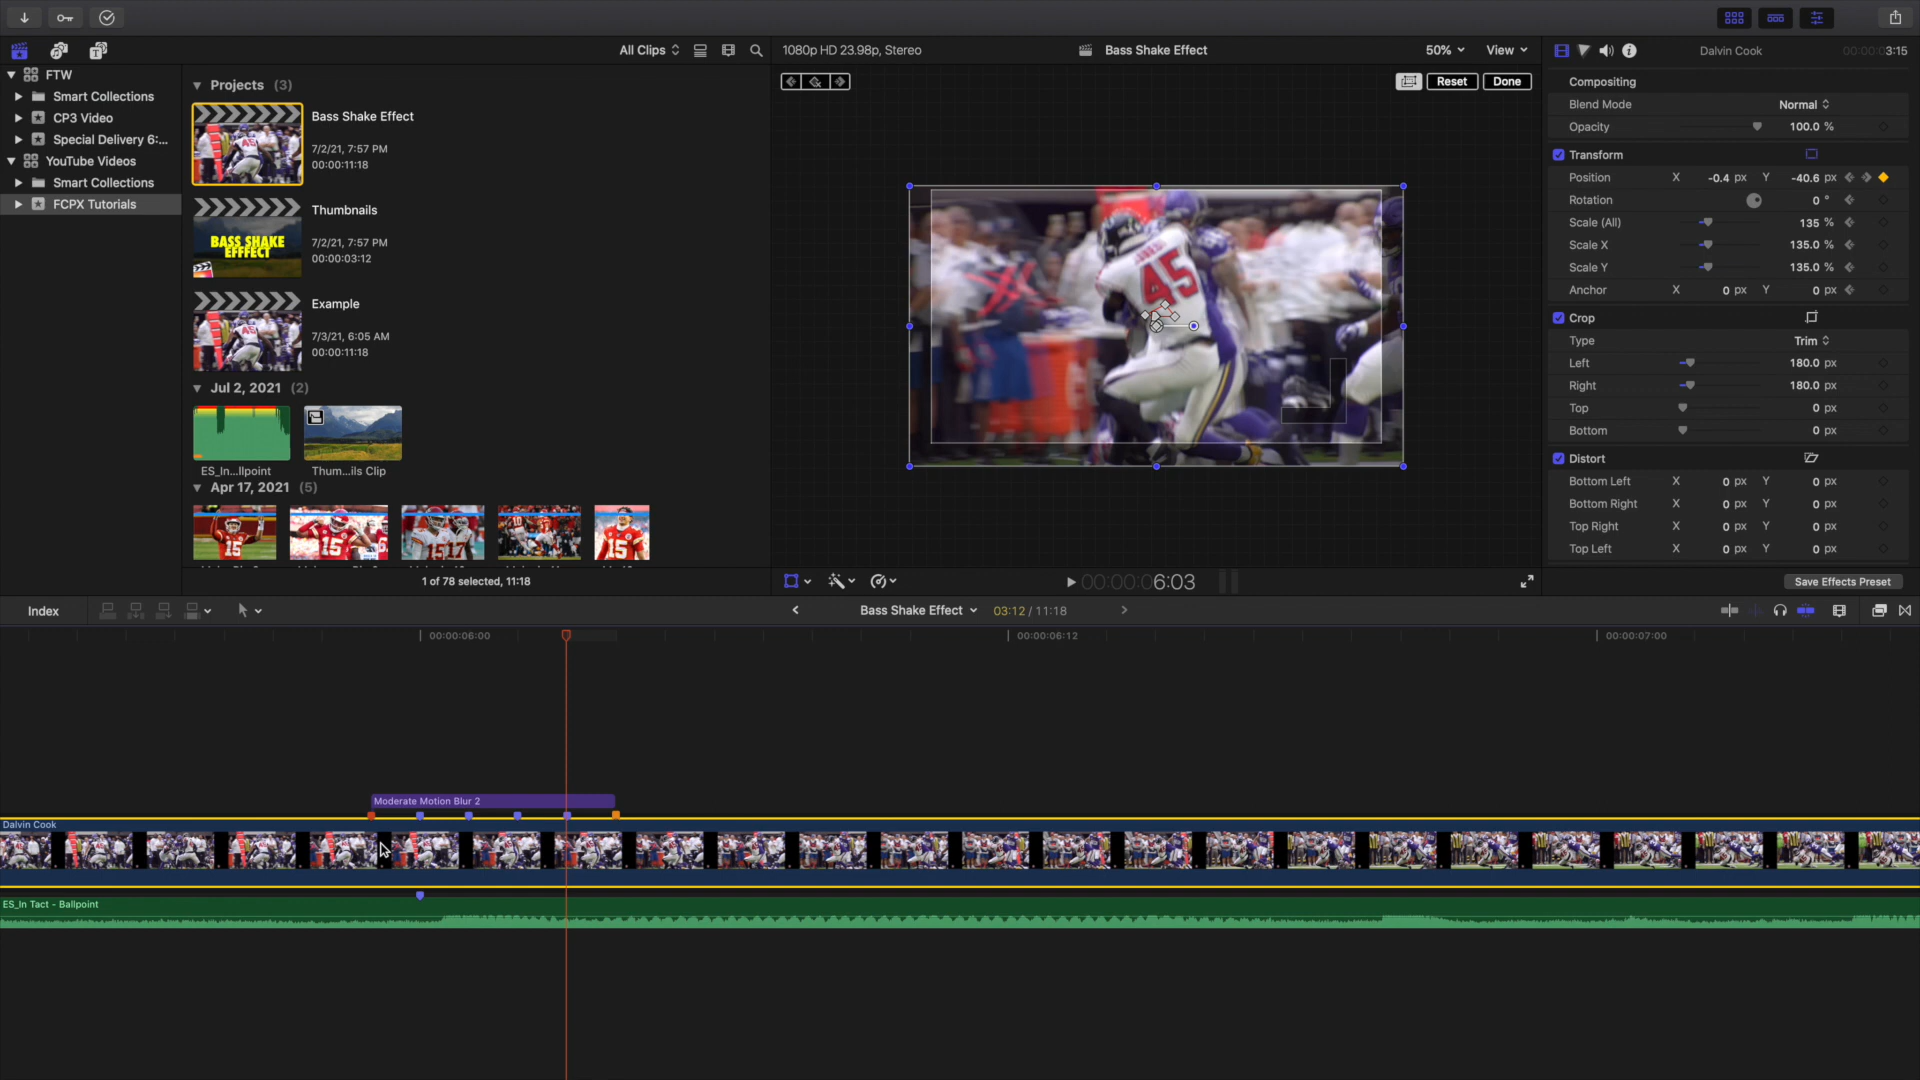 All Clips
1080p HD 23.98p, Stereo
Bass Shake Effect
50%
View
Dalvin Cook
00:00:03:15
FTW
Smart Collections
CP3 Video
Special Delivery 6:...
YouTube Videos
Smart Collections
FCPX Tutorials
Projects (3)
Bass Shake Effect
7/2/21, 7:57 PM
00:00:11:18
Thumbnails
7/2/21, 7:57 PM
00:00:03:12
BASS SHAKE
EFFFECT
Example
7/3/21, 6:05 AM
00:00:11:18
Jul 2, 2021 (2)
ES_In...llpoint
Thum...ils Clip
Apr 17, 2021 (5)
1 of 78 selected, 11:18
Reset
Done
45
00:00:06:03
Compositing
Blend Mode Normal
Opacity 100.0 %
Transform
Position X -0.4 px Y -40.6 px
Rotation 0 °
Scale (All) 135 %
Scale X 135.0 %
Scale Y 135.0 %
Anchor X 0 px Y 0 px
Crop
Type Trim
Left 180.0 px
Right 180.0 px
Top 0 px
Bottom 0 px
Distort
Bottom Left X 0 px Y 0 px
Bottom Right X 0 px Y 0 px
Top Right X 0 px Y 0 px
Top Left X 0 px Y 0 px
Save Effects Preset
Index
Bass Shake Effect
03:12 / 11:18
00:00:06:00
00:00:06:12
00:00:07:00
Moderate Motion Blur 2
Dalvin Cook
ES_In Tact - Ballpoint